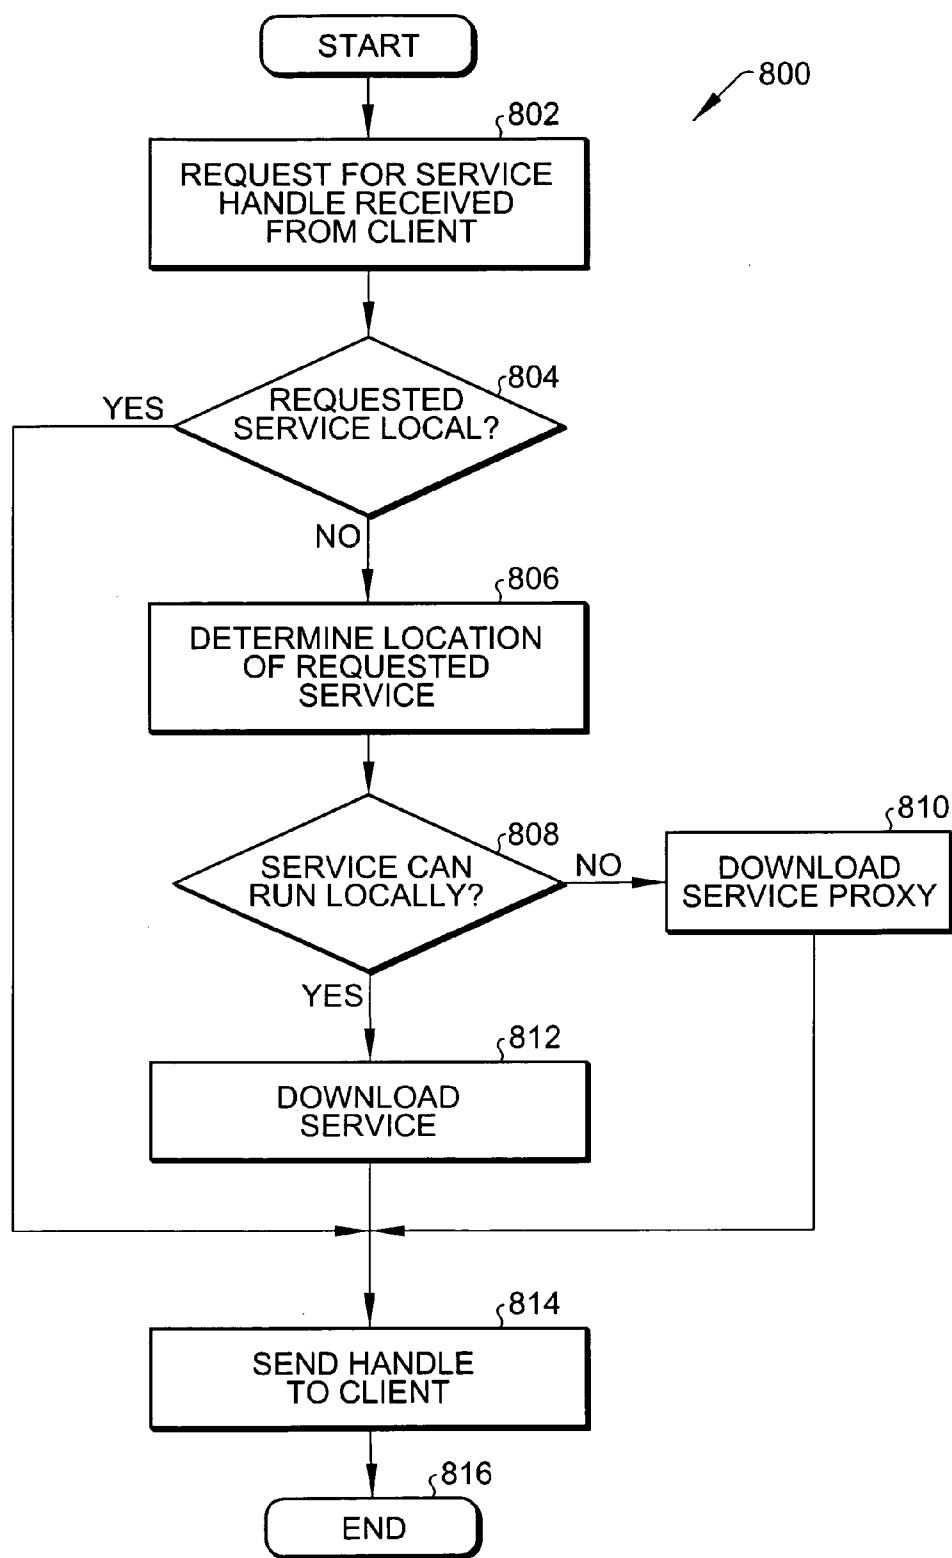 START
800
802
REQUEST FOR SERVICE
HANDLE RECEIVED
FROM CLIENT
804
YES
REQUESTED
SERVICE LOCAL?
NO
806
DETERMINE LOCATION
OF REQUESTED
SERVICE
808
SERVICE CAN
RUN LOCALLY?
NO
810
DOWNLOAD
SERVICE PROXY
YES
812
DOWNLOAD
SERVICE
814
SEND HANDLE
TO CLIENT
816
END